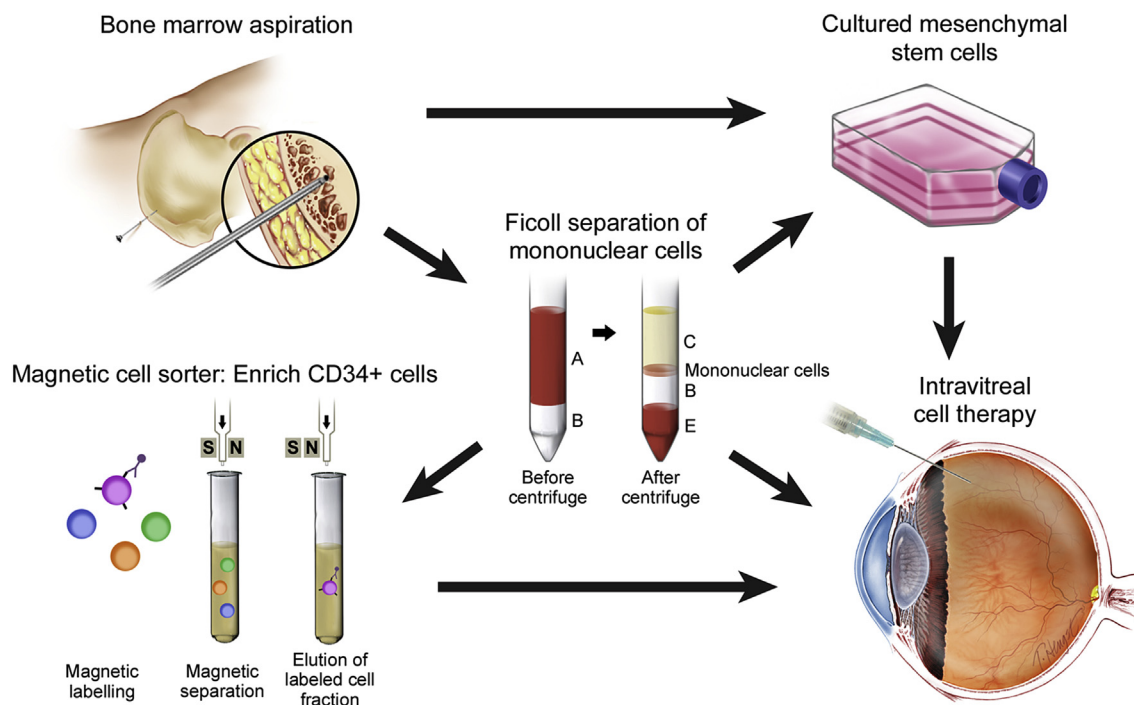 Bone marrow aspiration
Cultured mesenchymal
stem cells
Ficoll separation of
mononuclear cells
A
B
Before
centrifuge
C
Mononuclear cells
B
E
After
centrifuge
Magnetic cell sorter: Enrich CD34+ cells
S N
S N
Magnetic
labelling
Magnetic
separation
Elution of
labeled cell
fraction
Intravitreal
cell therapy